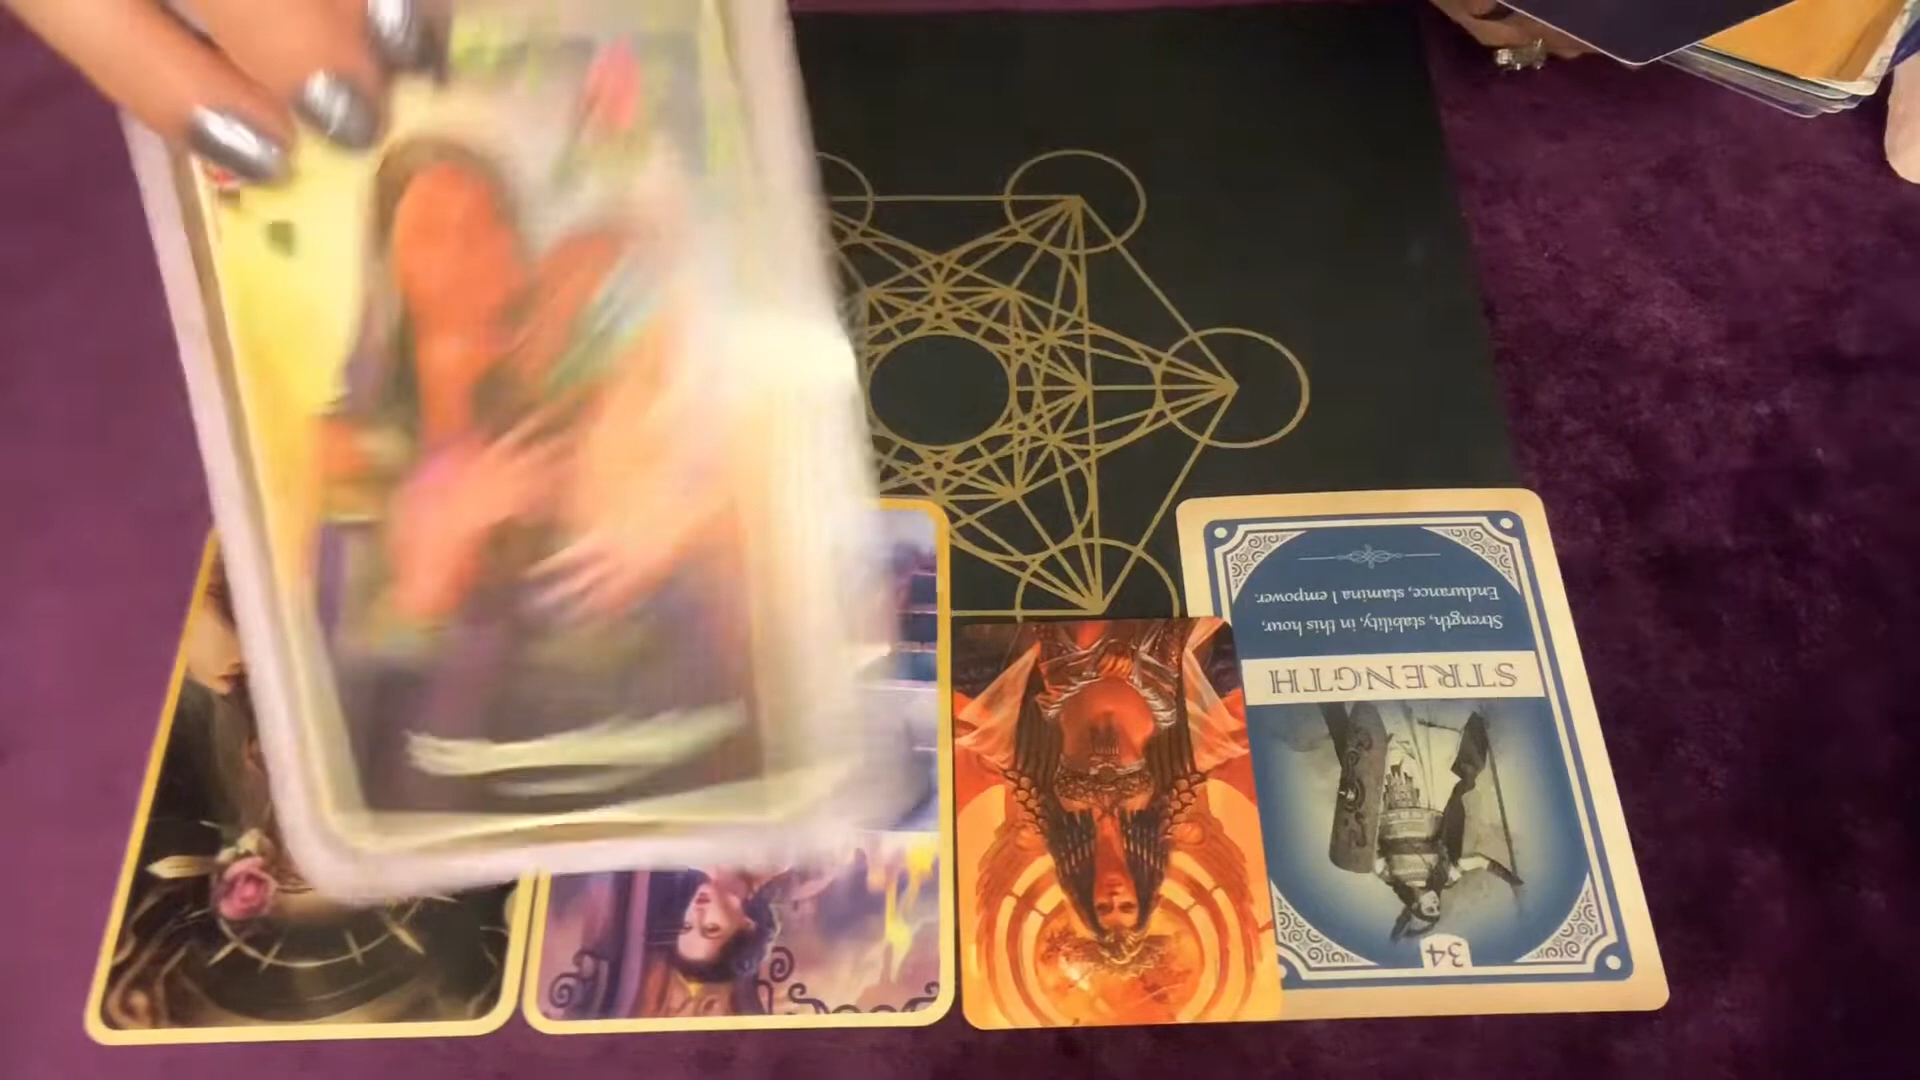 34
STRENGTH
Strength, stability, in this hour,
Endurance, stamina I empower.